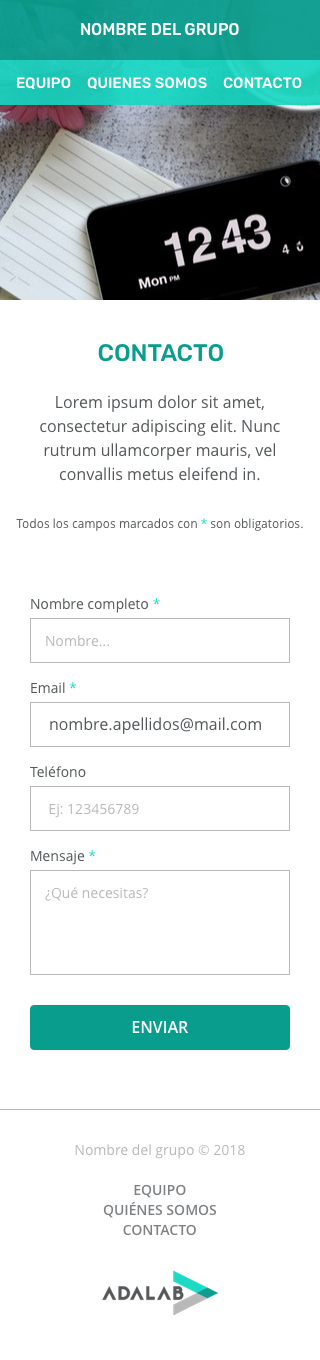 NOMBRE DEL GRUPO
EQUIPO QUIENES SOMOS CONTACTO
12 43
Mon PM
CONTACTO
Lorem ipsum dolor sit amet,
consectetur adipiscing elit. Nunc
rutrum ullamcorper mauris, vel
convallis metus eleifend in.
Todos los campos marcados con * son obligatorios.
Nombre completo *
Nombre...
Email *
nombre.apellidos@mail.com
Teléfono
Ej: 123456789
Mensaje *
¿Qué necesitas?
ENVIAR
Nombre del grupo © 2018
EQUIPO
QUIÉNES SOMOS
CONTACTO
ADALAB